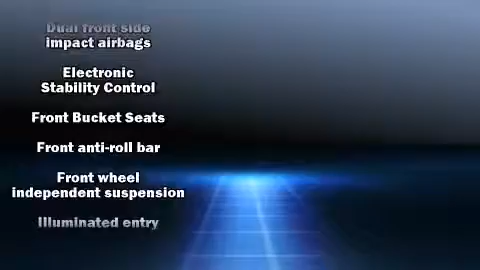 Dual front side
impact airbags
Electronic
Stability Control
Front Bucket Seats
Front anti-roll bar
Front wheel
independent suspension
Illuminated entry